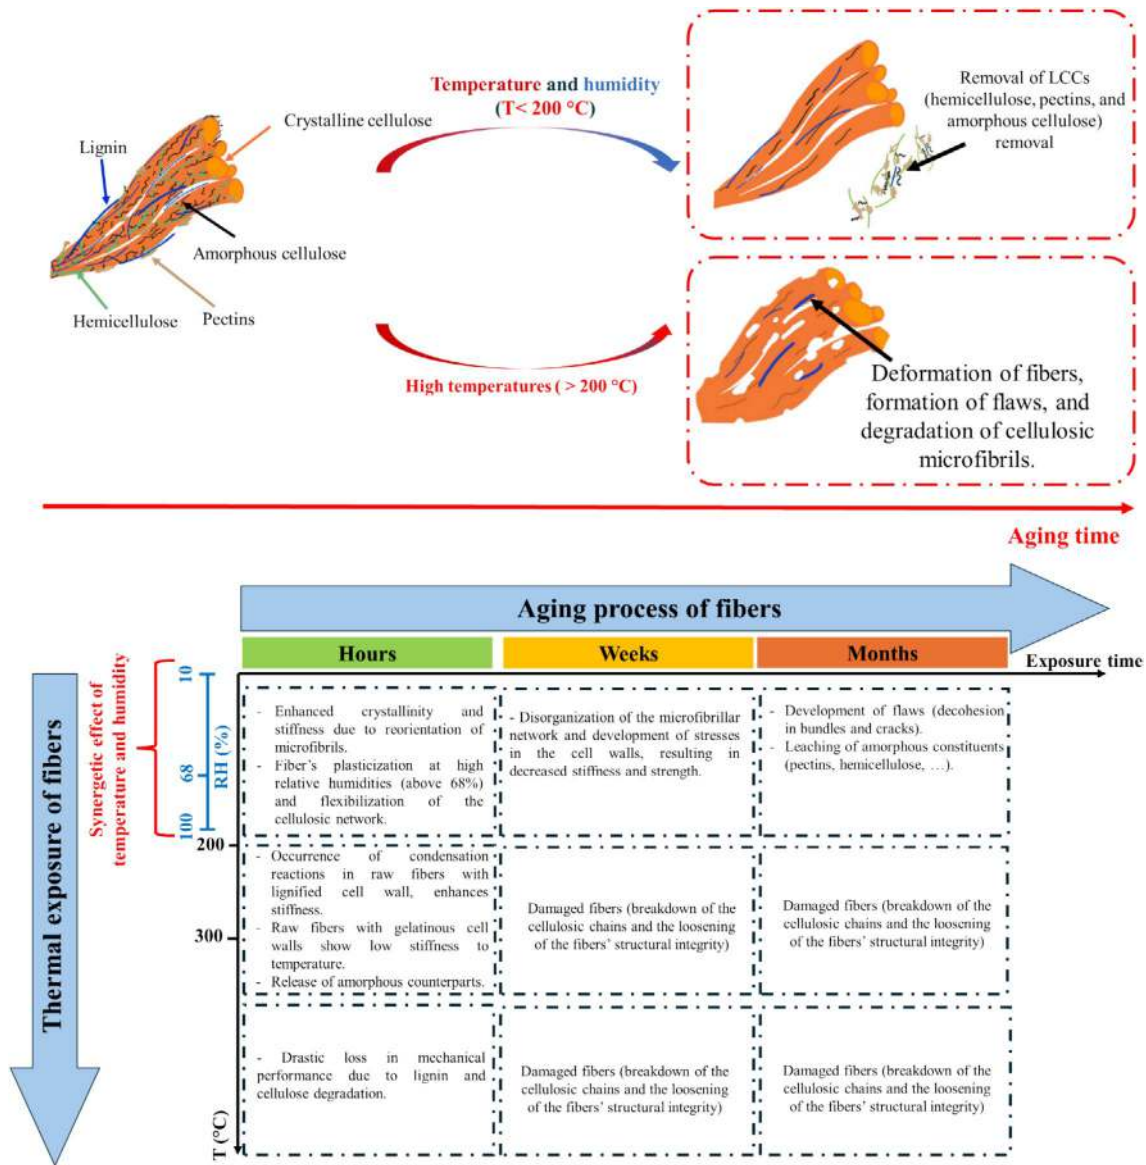 Temperature and humidity
(T< 200 °C)
Removal of LCCs
(hemicellulose, pectins, and
amorphous cellulose)
removal
Crystalline cellulose
Lignin
Amorphous cellulose
Hemicellulose
Pectins
High temperatures ( > 200 °C)
Deformation of fibers,
formation of flaws, and
degradation of cellulosic
microfibrils.
Aging time
Aging process of fibers
Hours
Weeks
Months
Exposure time
Thermal exposure of fibers
Synergetic effect of
temperature and humidity
10
68
100
RH (%)
200
300
T (°C)
- Enhanced crystallinity and
stiffness due to reorientation of
microfibrils.
- Fiber's plasticization at high
relative humidities (above 68%)
and flexibilization of the
cellulosic network.
- Disorganization of the microfibrillar
network and development of stresses
in the cell walls, resulting in
decreased stiffness and strength.
- Development of flaws (decohesion
in bundles and cracks).
- Leaching of amorphous constituents
(pectins, hemicellulose, …).
- Occurrence of condensation
reactions in raw fibers with
lignified cell wall, enhances
stiffness.
- Raw fibers with gelatinous cell
walls show low stiffness to
temperature.
- Release of amorphous counterparts.
Damaged fibers (breakdown of the
cellulosic chains and the loosening
of the fibers' structural integrity)
Damaged fibers (breakdown of the
cellulosic chains and the loosening
of the fibers' structural integrity)
- Drastic loss in mechanical
performance due to lignin and
cellulose degradation.
Damaged fibers (breakdown of the
cellulosic chains and the loosening
of the fibers' structural integrity)
Damaged fibers (breakdown of the
cellulosic chains and the loosening
of the fibers' structural integrity)